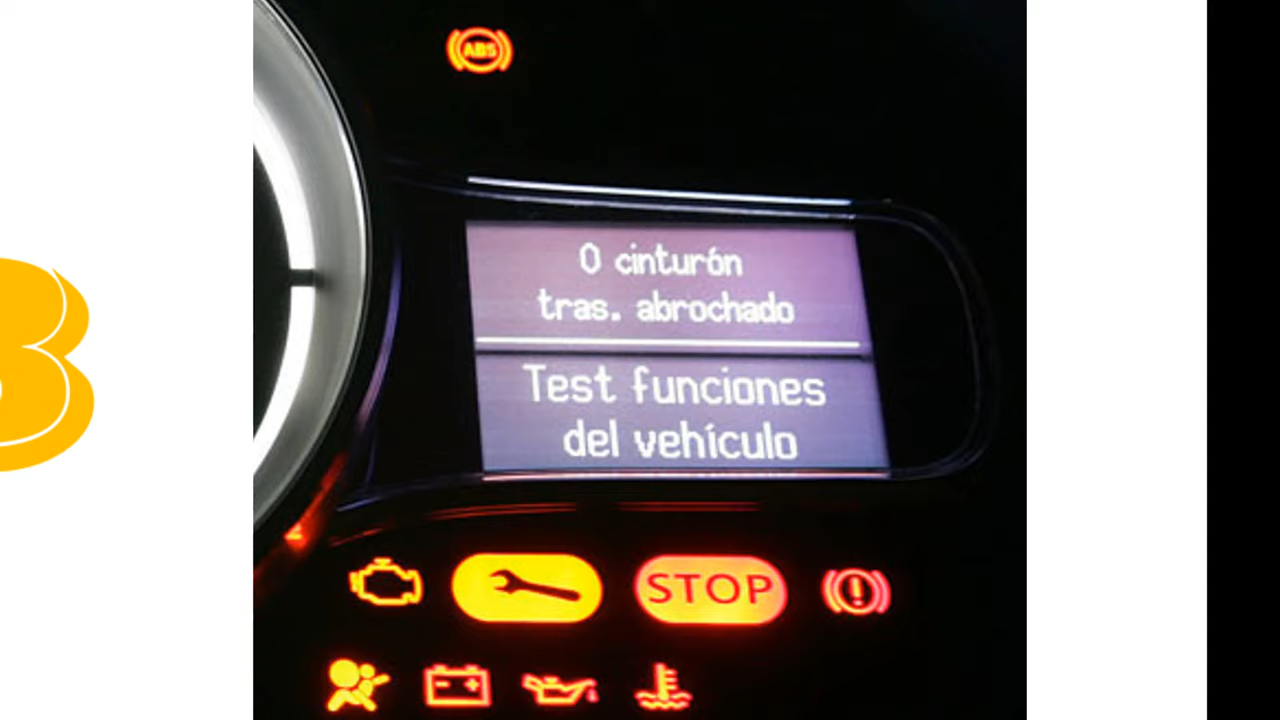 ABS
0 cinturón
tras. abrochado
Test funciones
del vehículo
STOP